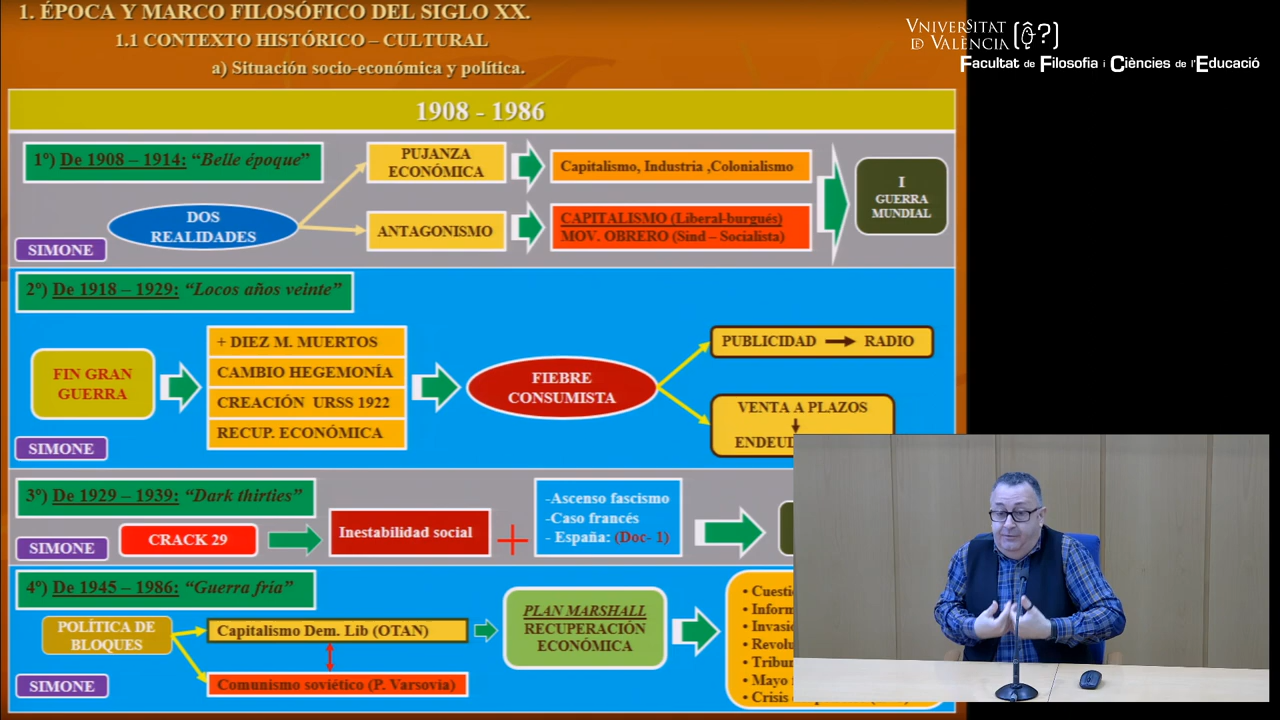 1. ÉPOCA Y MARCO FILOSÓFICO DEL SIGLO XX.
1.1 CONTEXTO HISTÓRICO – CULTURAL
a) Situación socio-económica y política.
VNIVERSITAT
DE VALÈNCIA
Facultat de Filosofia i Ciències de l'Educació
1908 - 1986
1º) De 1908 – 1914: “Belle époque”
PUJANZA
ECONÓMICA
Capitalismo, Industria ,Colonialismo
I
GUERRA
MUNDIAL
DOS
REALIDADES
ANTAGONISMO
CAPITALISMO (Liberal-burgués)
MOV. OBRERO (Sind – Socialista)
SIMONE
2º) De 1918 – 1929: “Locos años veinte”
FIN GRAN
GUERRA
+ DIEZ M. MUERTOS
CAMBIO HEGEMONÍA
CREACIÓN URSS 1922
RECUP. ECONÓMICA
FIEBRE
CONSUMISTA
PUBLICIDAD → RADIO
VENTA A PLAZOS
SIMONE
3º) De 1929 – 1939: “Dark thirties”
CRACK 29
Inestabilidad social
-Ascenso fascismo
-Caso francés
- España: (Doc- 1)
SIMONE
4º) De 1945 – 1986: “Guerra fría”
POLÍTICA DE
BLOQUES
Capitalismo Dem. Lib (OTAN)
Comunismo soviético (P. Varsovia)
PLAN MARSHALL
RECUPERACIÓN
ECONÓMICA
• Mayo
• Crisis
SIMONE